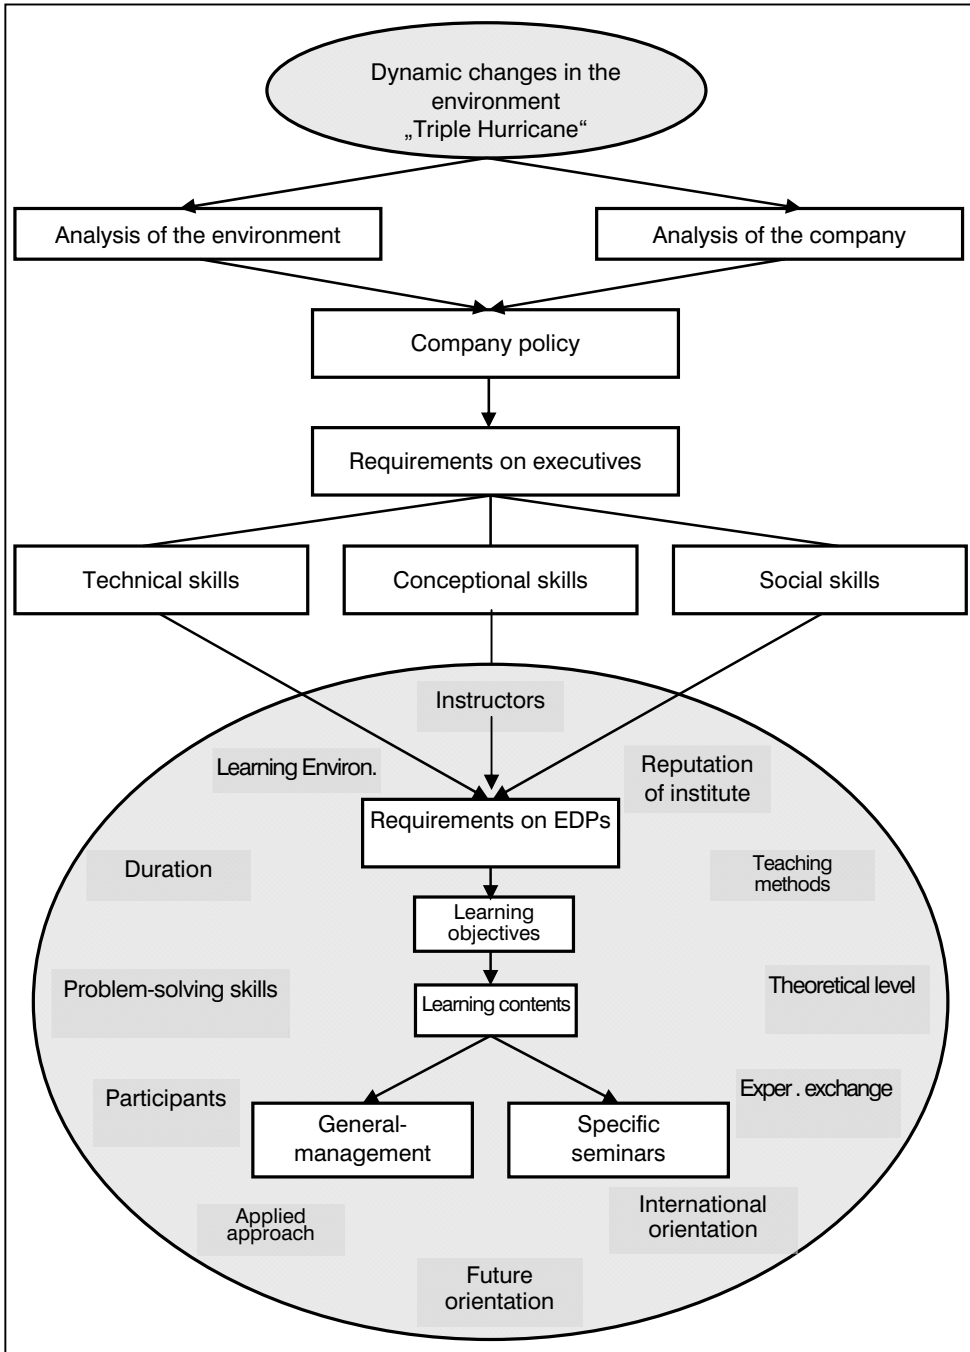 Dynamic changes in the
environment
„Triple Hurricane“
Analysis of the environment
Analysis of the company
Company policy
Requirements on executives
Technical skills
Conceptional skills
Social skills
Instructors
Learning Environ.
Reputation
of institute
Requirements on EDPs
Duration
Teaching
methods
Learning
objectives
Problem-solving skills
Learning contents
Theoretical level
Participants
Exper . exchange
General-
management
Specific
seminars
Applied
approach
International
orientation
Future
orientation